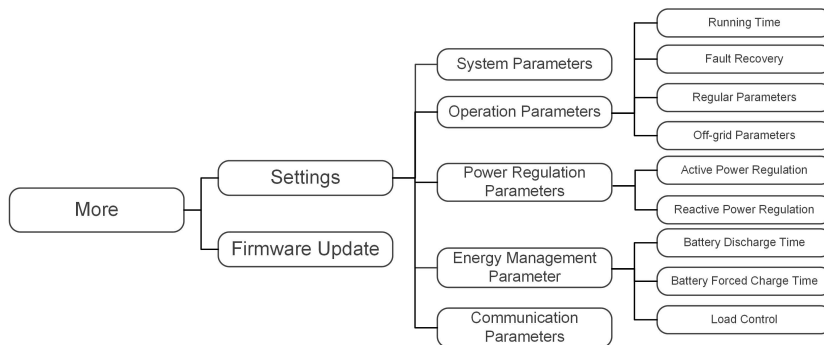 More
Settings
Firmware Update
System Parameters
Operation Parameters
Power Regulation
Parameters
Energy Management
Parameter
Communication
Parameters
Running Time
Fault Recovery
Regular Parameters
Off-grid Parameters
Active Power Regulation
Reactive Power Regulation
Battery Discharge Time
Battery Forced Charge Time
Load Control